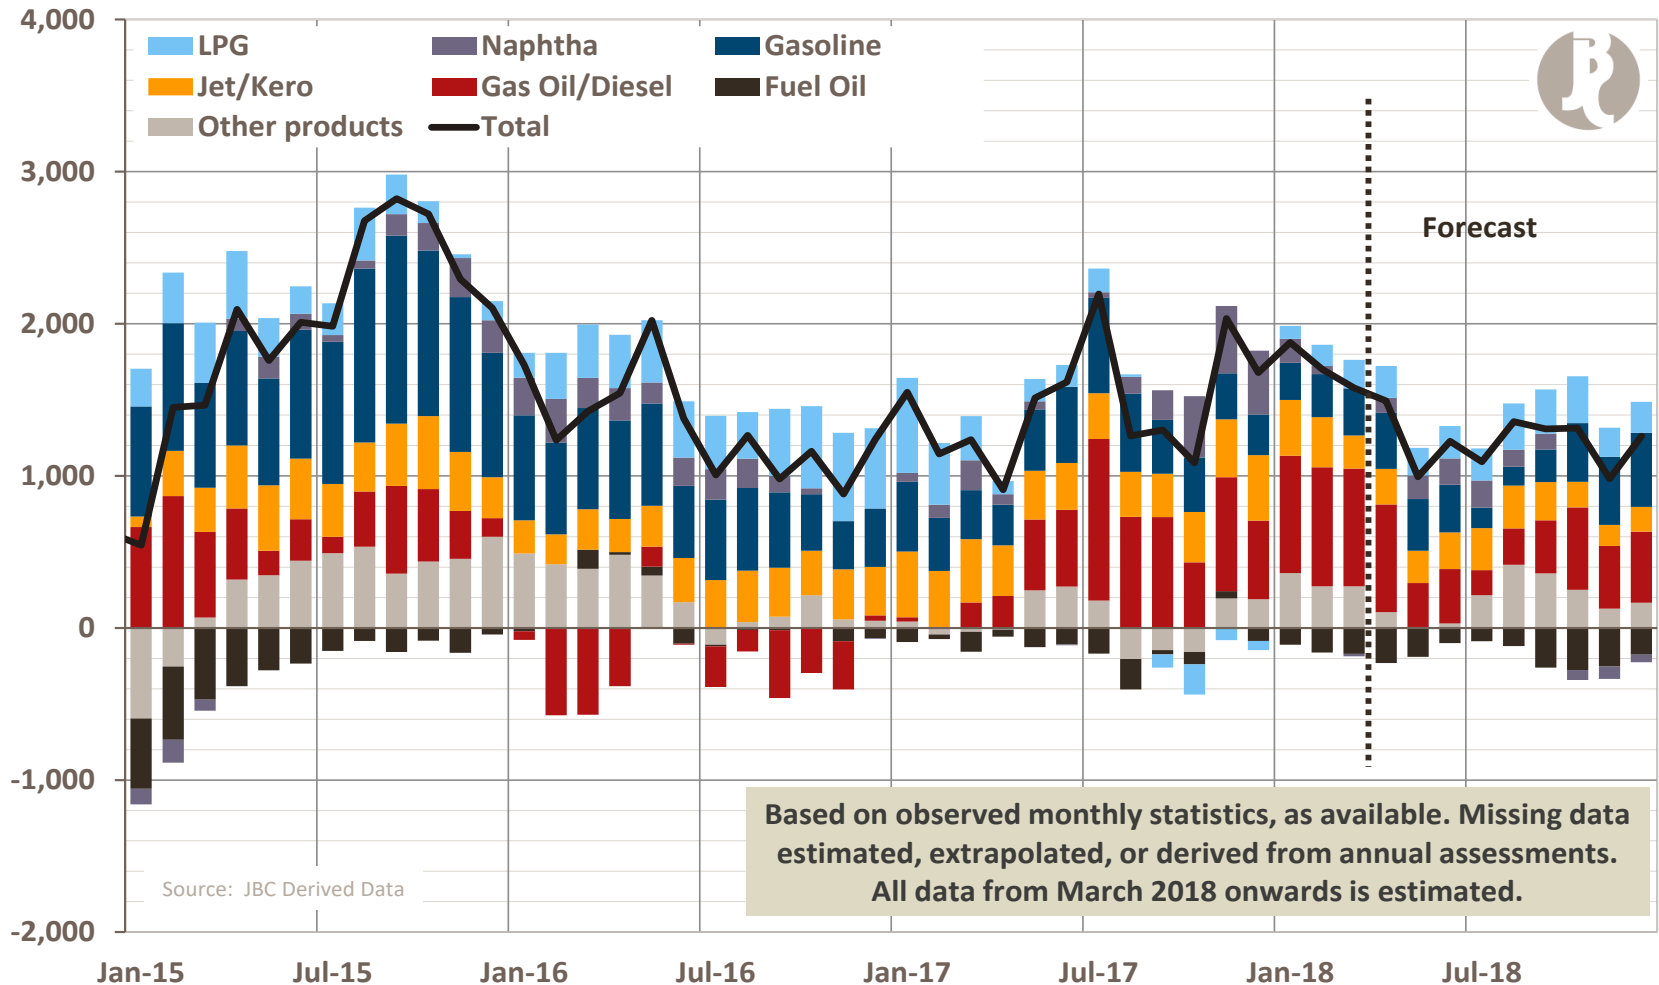 4,000
3,000
2,000
1,000
0
-1,000
-2,000
LPG
Naphtha
Gasoline
Jet/Kero
Gas Oil/Diesel
Fuel Oil
Other products
Total
JBC
Forecast
Based on observed monthly statistics, as available. Missing data
estimated, extrapolated, or derived from annual assessments.
All data from March 2018 onwards is estimated.
Source: JBC Derived Data
Jan-15
Jul-15
Jan-16
Jul-16
Jan-17
Jul-17
Jan-18
Jul-18